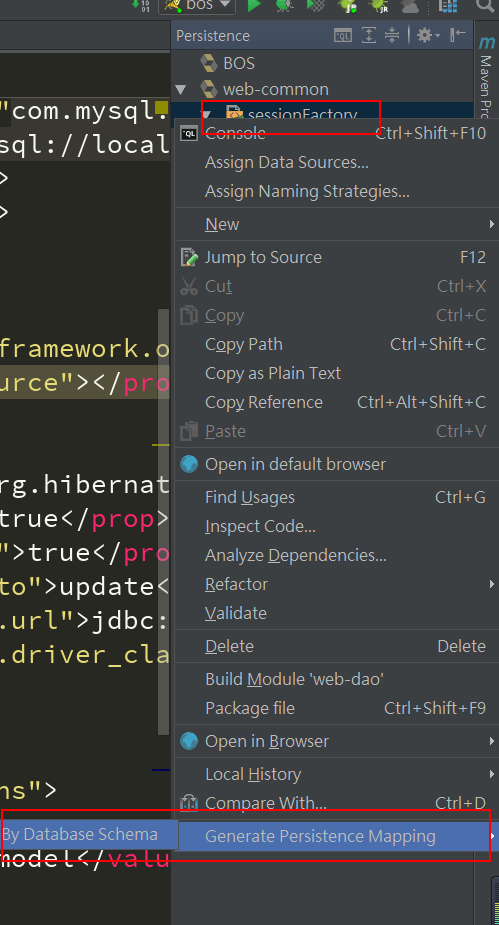 bos
Persistence
BOS
web-common
sessionFactory
Console Ctrl+Shift+F10
Assign Data Sources...
Assign Naming Strategies...
New
Jump to Source F12
Cut Ctrl+X
Copy Ctrl+C
Copy Path Ctrl+Shift+C
Copy as Plain Text
Copy Reference Ctrl+Alt+Shift+C
Paste Ctrl+V
Open in default browser
Find Usages Ctrl+G
Inspect Code...
Analyze Dependencies...
Refactor
Validate
Delete Delete
Build Module 'web-dao'
Package file Ctrl+Shift+F9
Open in Browser
Local History
Compare With... Ctrl+D
Generate Persistence Mapping
By Database Schema
"com.mysql.
sql://local
>
>
framework.o
urce"></pro
rg.hibernat
true</prop>
">true</pro
to">update<
.url">jdbc:
.driver_cla
ns">
model</valu
m Maven Pro